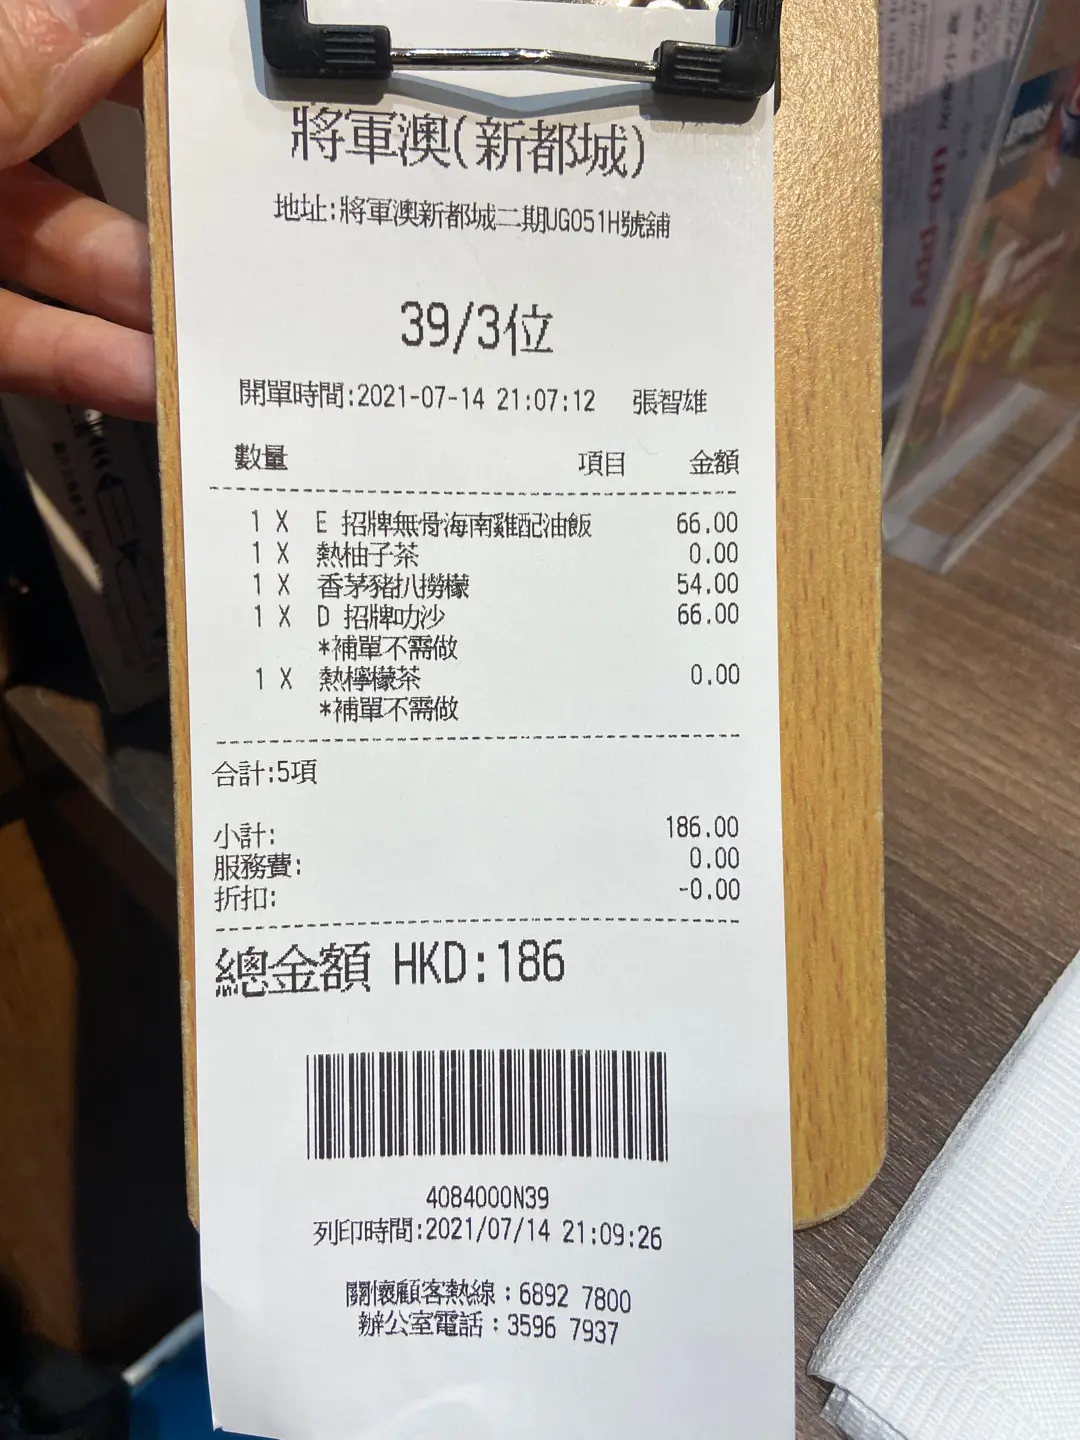 將軍澳(新都城)
地址:將軍澳新都城二期UG051H號舖
39/3位
開單時間:2021-07-14 21:07:12 張智雄
數量 項目 金額
1 X E 招牌無骨海南雞配油飯 66.00
1 X 熱柚子茶 0.00
1 X 香茅豬扒撈檬 54.00
1 X D 招牌叻沙 66.00
*補單不需做
1 X 熱檸檬茶 0.00
*補單不需做
合計:5項
小計: 186.00
服務費: 0.00
折扣: -0.00
總金額 HKD:186
4084000N39
列印時間:2021/07/14 21:09:26
關懷顧客熱線：6892 7800
辦公室電話：3596 7937